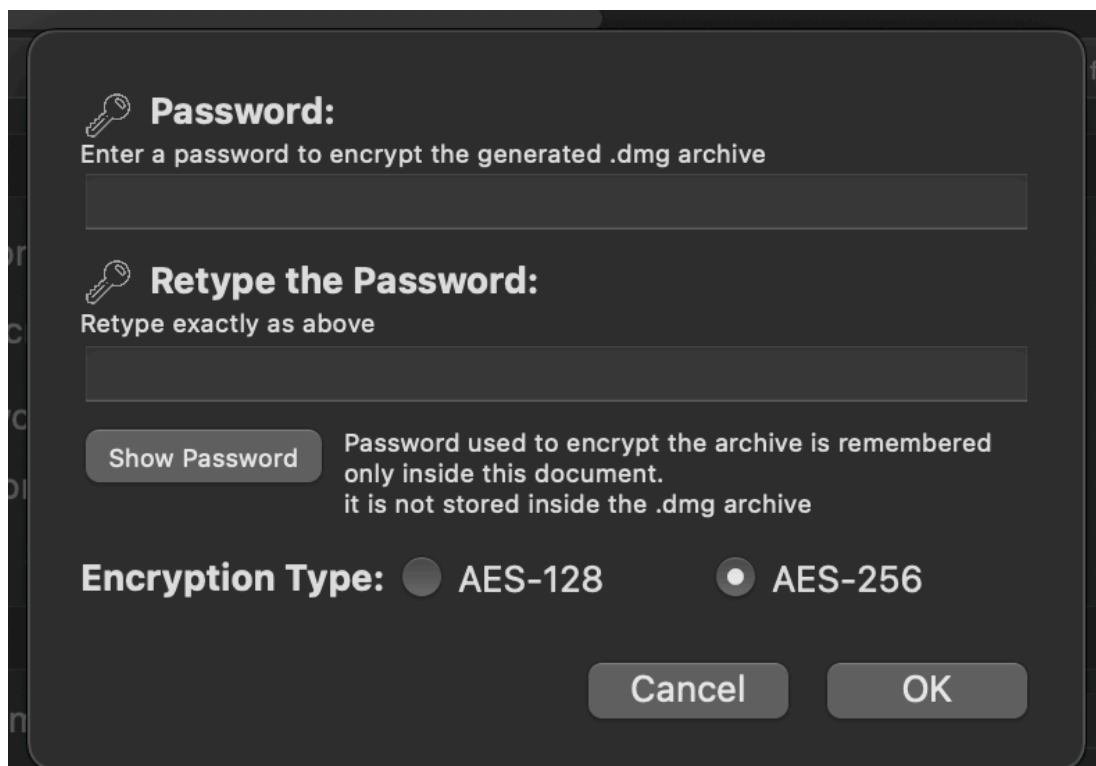 Password:
Enter a password to encrypt the generated .dmg archive
Retype the Password:
Retype exactly as above
Show Password
Password used to encrypt the archive is remembered
only inside this document.
it is not stored inside the .dmg archive
Encryption Type: AES-128 AES-256
Cancel OK